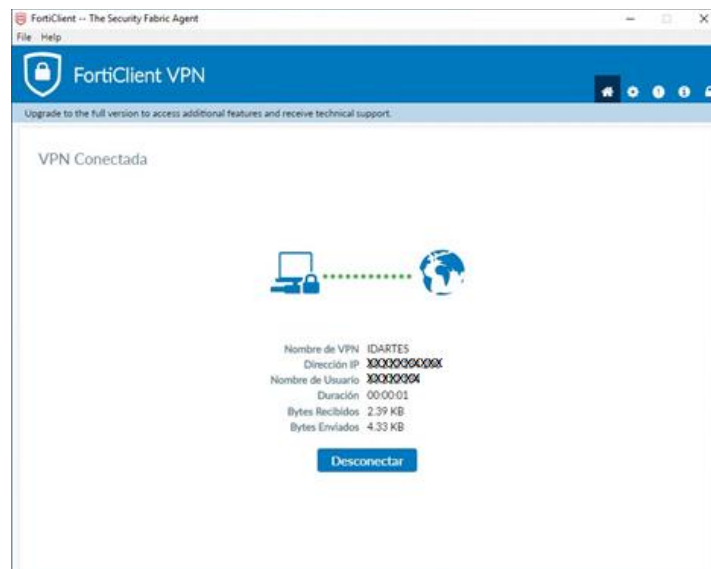 FortiClient -- The Security Fabric Agent
File Help
FortiClient VPN
Upgrade to the full version to access additional features and receive technical support.
VPN Conectada
Nombre de VPN IDARTES
Dirección IP
Nombre de Usuario
Duración 00:00:01
Bytes Recibidos 2.39 KB
Bytes Enviados 4.33 KB
Desconectar